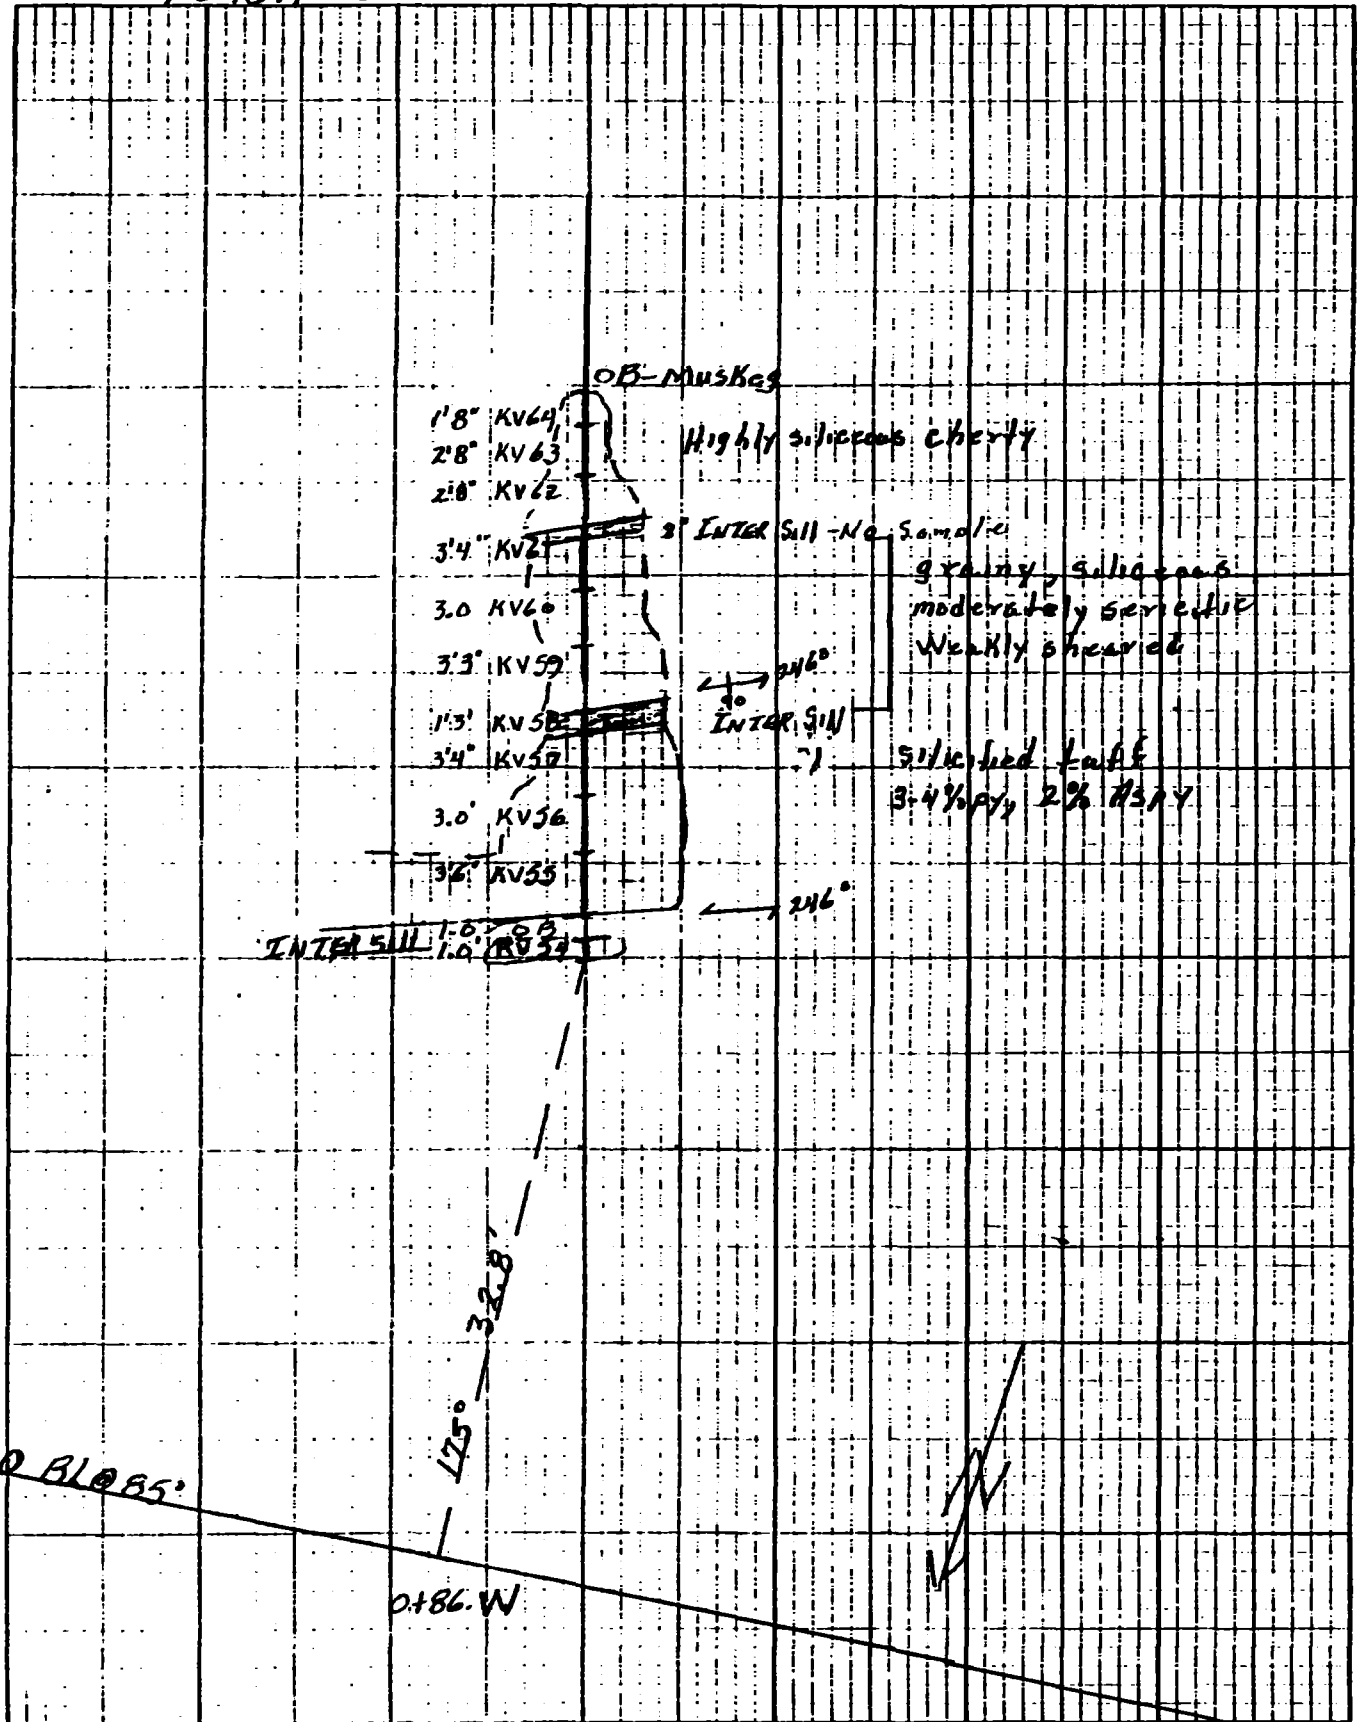 OB-Muskeg
1'8" KV64
Highly siliceous cherty
2'8" KV63
2'8" KV62
2" INTER Sill - No Sample
3'4" KV61
grainy, siliceous
moderately sericitic
Weakly sheared
3.0 KV60
3'3" KV59
246°
90
1'3' KV58
INTER Sill
3'4" KV57
Silicified tuff
3-4% py, 2% Aspy
3.0' KV56
3'6" KV55
246°
1.0' OB
INTER Sill 1.0' KV54
32.8'
175°
0 BL@85°
N
0+86.W